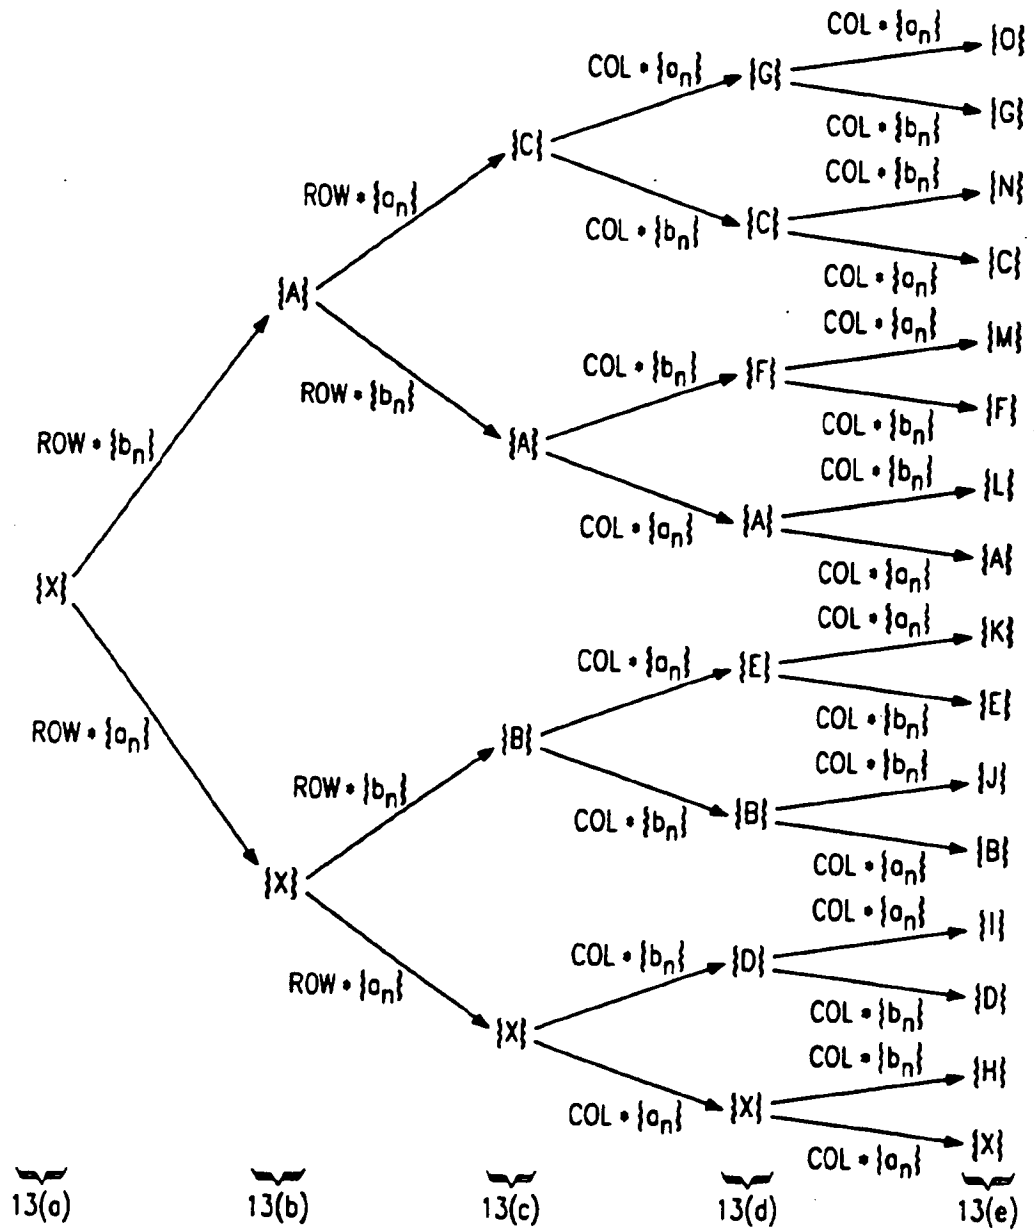 COL * {a_n}
{O}
COL * {a_n}
{G}
{G}
COL * {b_n}
{C}
COL * {b_n}
{N}
ROW * {a_n}
COL * {b_n}
{C}
{C}
COL * {a_n}
{A}
COL * {a_n}
{M}
ROW * {b_n}
COL * {b_n}
{F}
{F}
COL * {b_n}
ROW * {b_n}
{A}
COL * {b_n}
{L}
COL * {a_n}
{A}
{A}
COL * {a_n}
{X}
COL * {a_n}
{K}
COL * {a_n}
{E}
{E}
COL * {b_n}
ROW * {a_n}
{B}
COL * {b_n}
{J}
ROW * {b_n}
COL * {b_n}
{B}
{B}
COL * {a_n}
{X}
COL * {a_n}
{I}
ROW * {a_n}
COL * {b_n}
{D}
{D}
COL * {b_n}
{X}
COL * {b_n}
{H}
COL * {a_n}
{X}
{X}
COL * {a_n}
13(a) 13(b) 13(c) 13(d) 13(e)